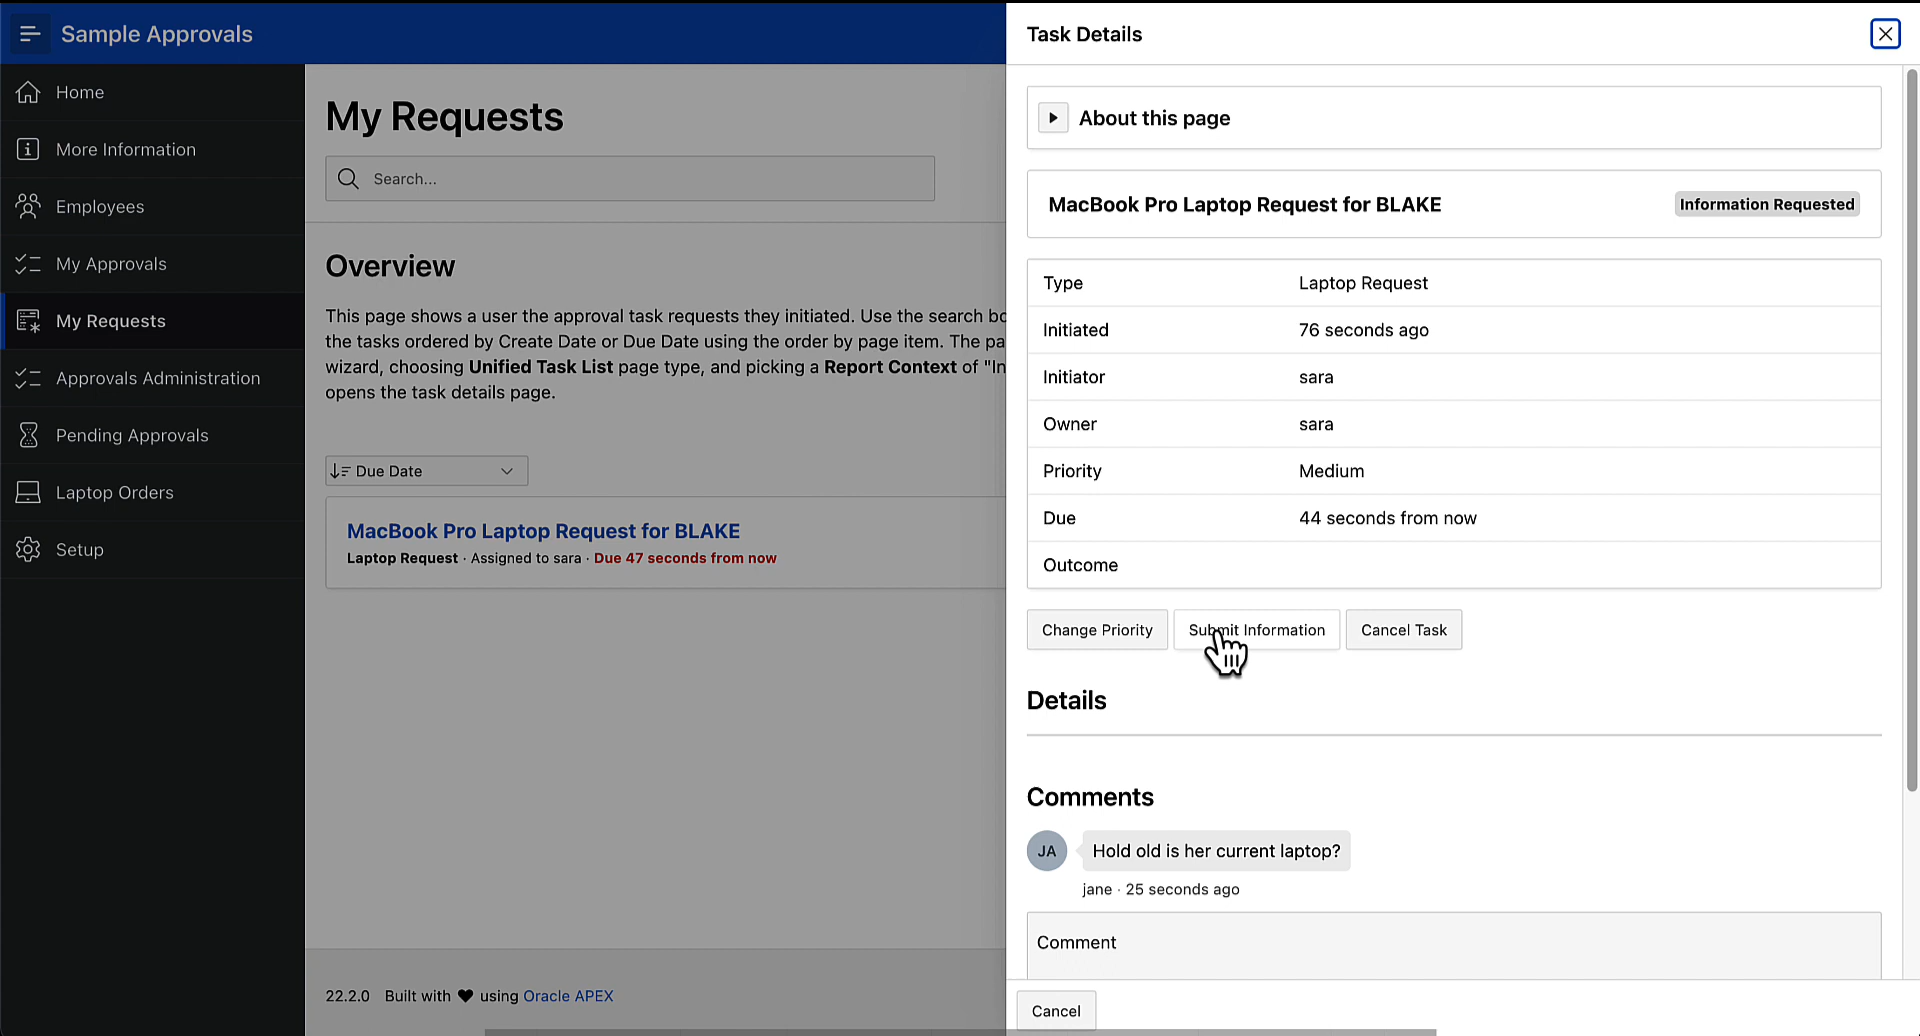 Sample Approvals
Home
More Information
Employees
My Approvals
My Requests
Approvals Administration
Pending Approvals
Laptop Orders
Setup
My Requests
Search...
Overview
This page shows a user the approval task requests they initiated. Use the search bo
the tasks ordered by Create Date or Due Date using the order by page item. The pa
wizard, choosing Unified Task List page type, and picking a Report Context of "In
opens the task details page.
Due Date
MacBook Pro Laptop Request for BLAKE
Laptop Request · Assigned to sara · Due 47 seconds from now
22.2.0 Built with ♥ using Oracle APEX
Task Details
About this page
MacBook Pro Laptop Request for BLAKE
Information Requested
Type Laptop Request
Initiated 76 seconds ago
Initiator sara
Owner sara
Priority Medium
Due 44 seconds from now
Outcome
Change Priority Submit Information Cancel Task
Details
Comments
JA
Hold old is her current laptop?
jane · 25 seconds ago
Comment
Cancel